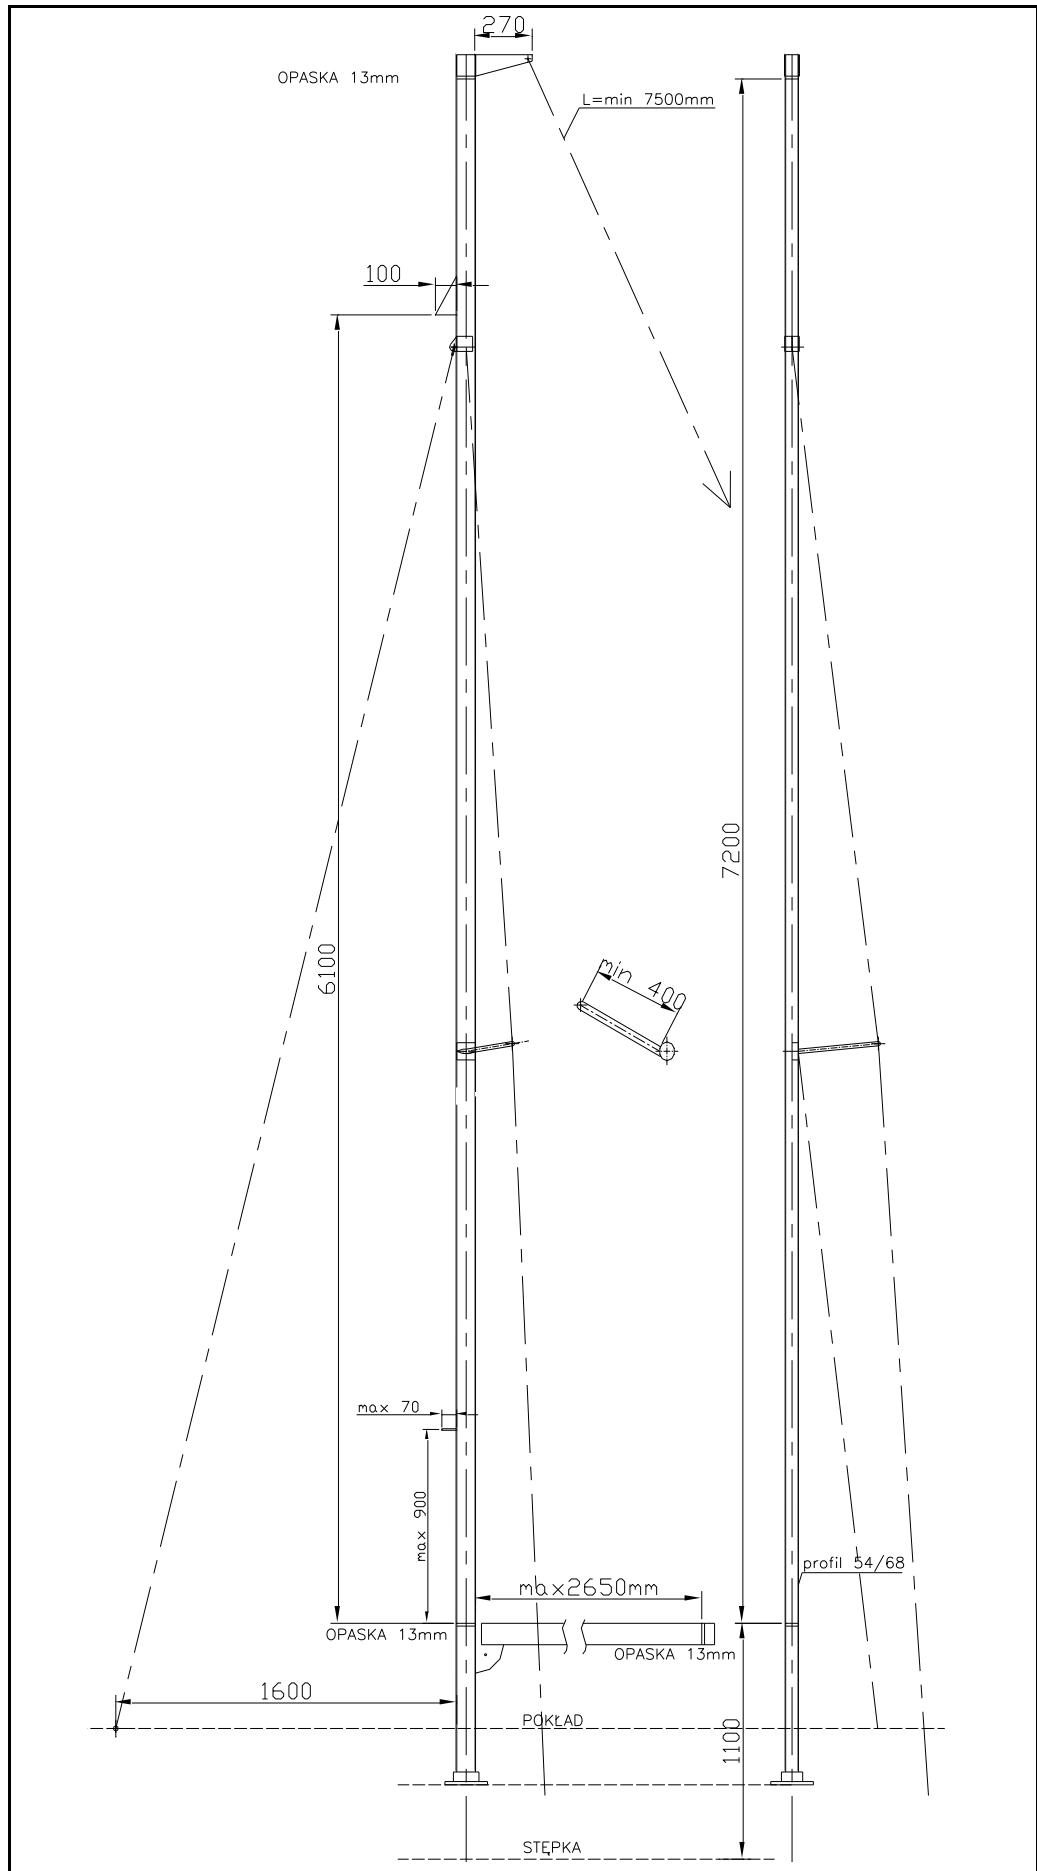 270
OPASKA 13mm
L=min 7500mm
100
7200
6100
min 400
max 70
max 900
profil 54/68
max2650mm
OPASKA 13mm
OPASKA 13mm
1600
POKŁAD
1100
STĘPKA